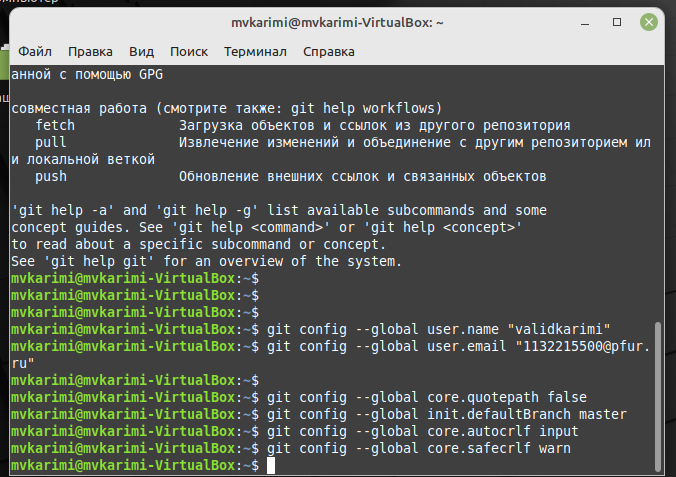 mvkarimi@mvkarimi-VirtualBox: ~
Файл Правка Вид Поиск Терминал Справка
анной с помощью GPG
совместная работа (смотрите также: git help workflows)
fetch Загрузка объектов и ссылок из другого репозитория
pull Извлечение изменений и объединение с другим репозиторием ил
и локальной веткой
push Обновление внешних ссылок и связанных объектов
'git help -a' and 'git help -g' list available subcommands and some
concept guides. See 'git help <command>' or 'git help <concept>'
to read about a specific subcommand or concept.
See 'git help git' for an overview of the system.
mvkarimi@mvkarimi-VirtualBox:~$
mvkarimi@mvkarimi-VirtualBox:~$
mvkarimi@mvkarimi-VirtualBox:~$
mvkarimi@mvkarimi-VirtualBox:~$ git config --global user.name "validkarimi"
mvkarimi@mvkarimi-VirtualBox:~$ git config --global user.email "1132215500@pfur.
ru"
mvkarimi@mvkarimi-VirtualBox:~$
mvkarimi@mvkarimi-VirtualBox:~$ git config --global core.quotepath false
mvkarimi@mvkarimi-VirtualBox:~$ git config --global init.defaultBranch master
mvkarimi@mvkarimi-VirtualBox:~$ git config --global core.autocrlf input
mvkarimi@mvkarimi-VirtualBox:~$ git config --global core.safecrlf warn
mvkarimi@mvkarimi-VirtualBox:~$